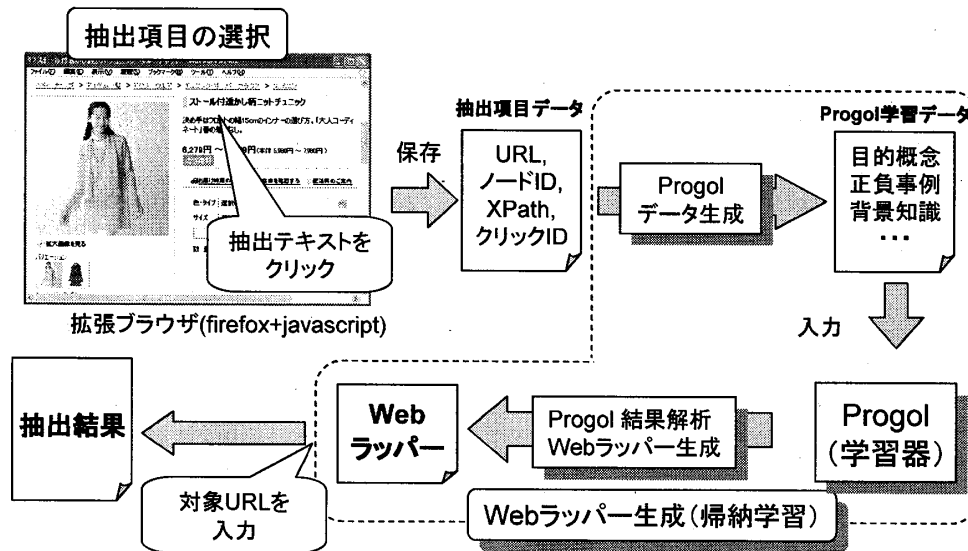 抽出項目の選択
ストール付透かし柄ニットチュニック
抽出テキストを
クリック
拡張ブラウザ(firefox+javascript)
保存
抽出項目データ
URL,
ノードID,
XPath,
クリックID
Progol
データ生成
Progol学習データ
目的概念
正負事例
背景知識
・・・
入力
Progol
(学習器)
Progol 結果解析
Webラッパー生成
Web
ラッパー
対象URLを
入力
抽出結果
Webラッパー生成(帰納学習)